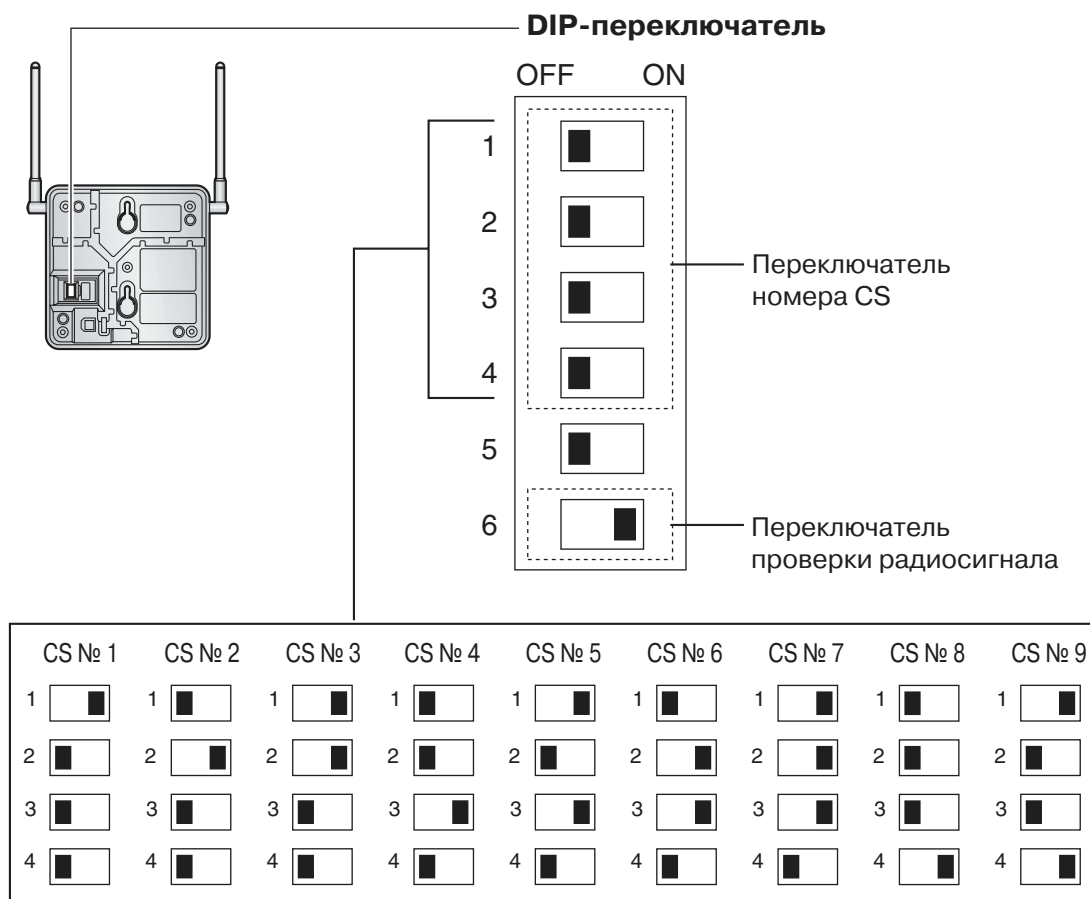 DIP-переключатель
OFF ON
1
2
3
4
5
6
Переключатель
номера CS
Переключатель
проверки радиосигнала
CS № 1 CS № 2 CS № 3 CS № 4 CS № 5 CS № 6 CS № 7 CS № 8 CS № 9
1 1 1 1 1 1 1 1 1
2 2 2 2 2 2 2 2 2
3 3 3 3 3 3 3 3 3
4 4 4 4 4 4 4 4 4